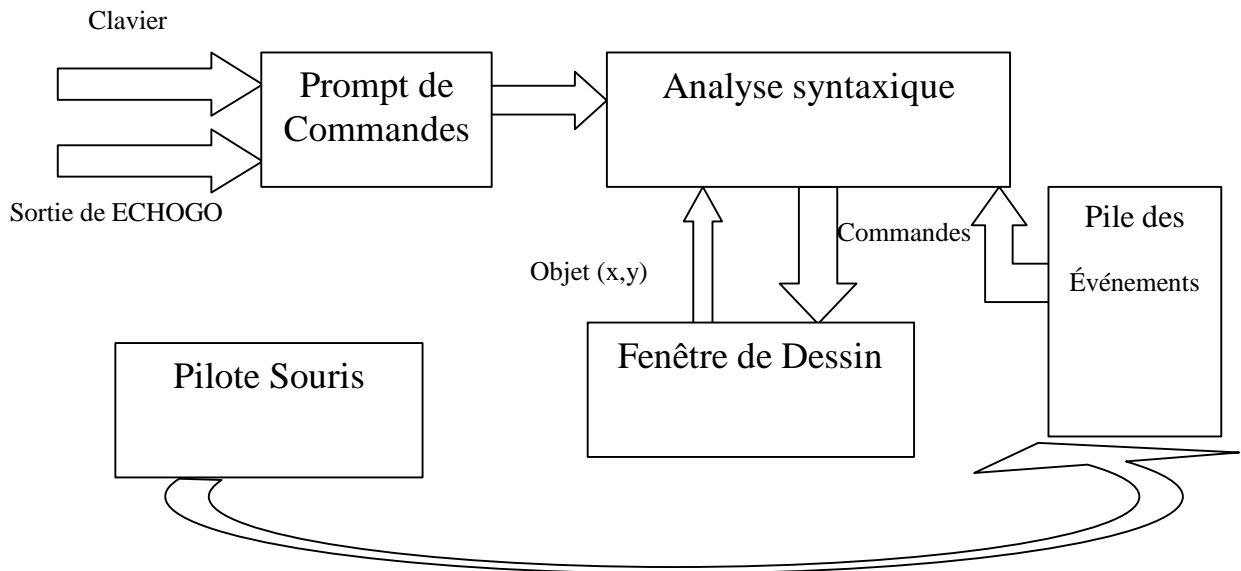 Clavier
Prompt de
Commandes
Analyse syntaxique
Sortie de ECHOGO
Pile des
Événements
Commandes
Objet (x,y)
Pilote Souris
Fenêtre de Dessin